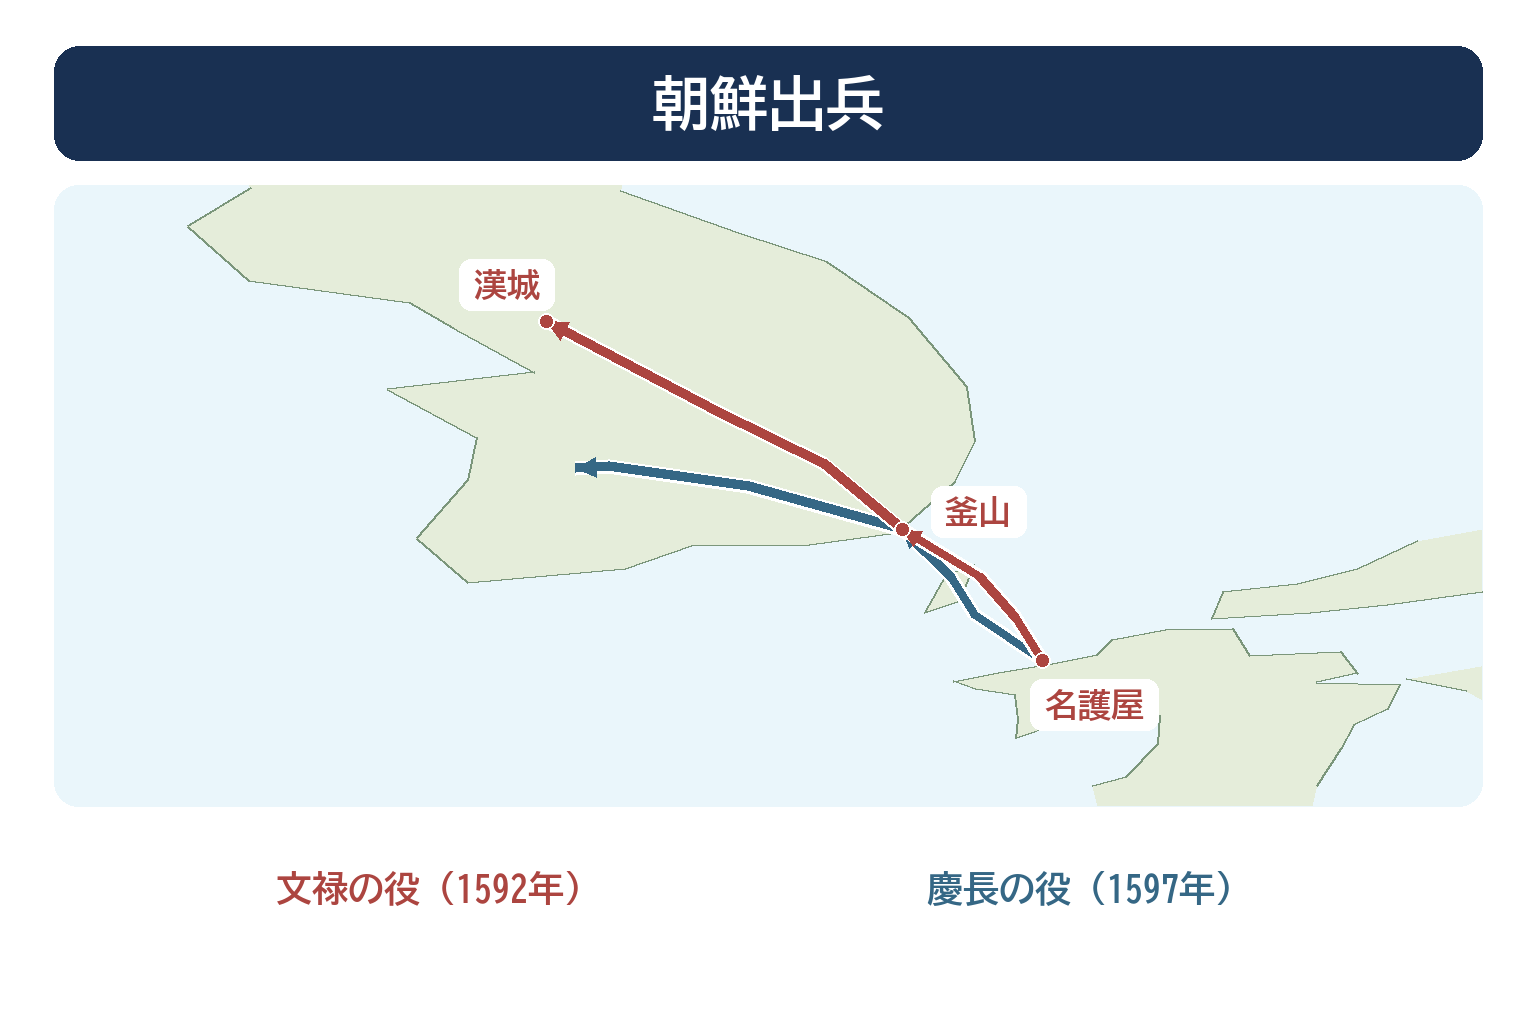 朝鮮出兵
漢城
釜山
名護屋
文禄の役（1592年）
慶長の役（1597年）